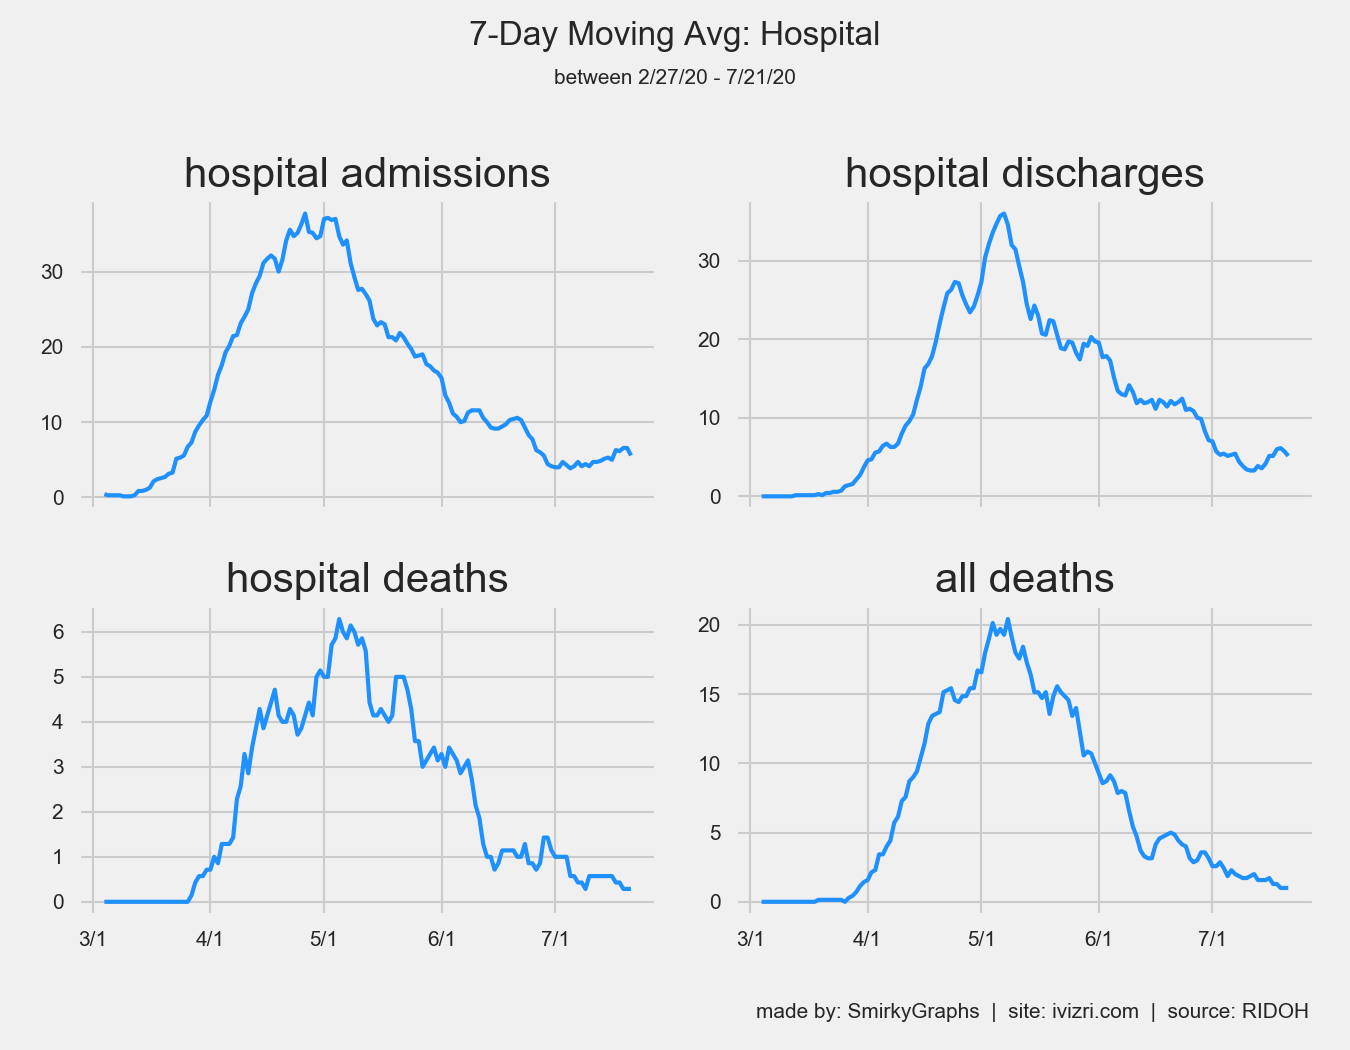 7-Day Moving Avg: Hospital
between 2/27/20 - 7/21/20
hospital admissions
30
20
10
0
hospital discharges
30
20
10
0
hospital deaths
6
5
4
3
2
1
0
3/1 4/1 5/1 6/1 7/1
all deaths
20
15
10
5
0
3/1 4/1 5/1 6/1 7/1
made by: SmirkyGraphs | site: ivizri.com | source: RIDOH